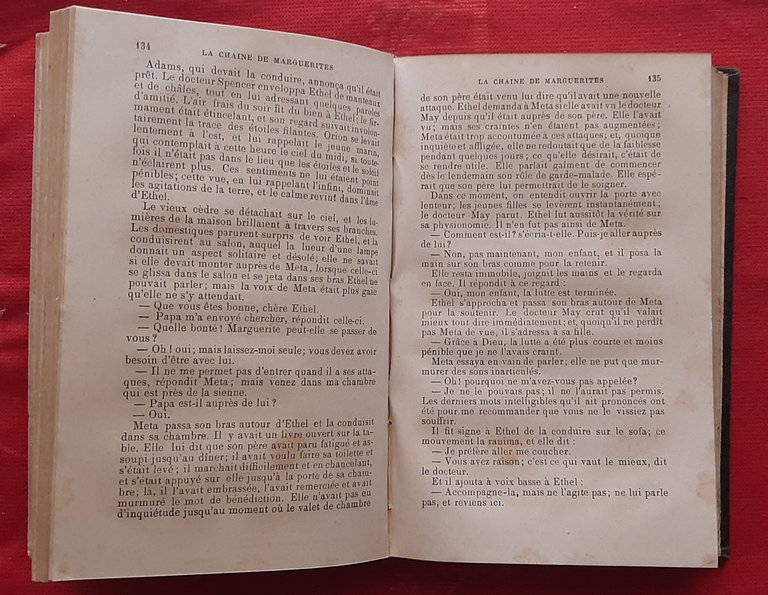 134
LA CHAINE DE MARGUERITES
Adams, qui devait la conduire, annonça qu'il était
prêt. Le docteur Spencer enveloppa Ethel de manteaux
et de châles, tout en lui adressant quelques paroles
d'amitié. L'air frais du soir fit du bien à Ethel; le fir-
mament était étincelant, et son regard suivait involon-
tairement la trace des étoiles filantes. Orion se levait
lentement à l'est, et lui rappelait le jeune marin,
qui contemplait à cette heure le ciel du midi, si toute-
fois il n'était pas dans le lieu que les étoiles et le soleil
n'éclairent plus. Ces sentiments ne lui étaient point
pénibles; cette vue, en lui rappelant l'infini, dominait
les agitations de la terre, et le calme revint dans l'âme
d'Ethel.
Le vieux cèdre se détachait sur le ciel, et les lu-
mières de la maison brillaient à travers ses branches.
Les domestiques parurent surpris de voir Ethel, et la
conduisirent au salon, auquel la lueur d'une lampe
donnait un aspect solitaire et désolé; elle ne savait
si elle devait monter auprès de Meta, lorsque celle-ci
se glissa dans le salon et se jeta dans ses bras Ethel ne
pouvait parler; mais la voix de Meta était plus gaie
qu'elle ne s'y attendait.
— Que vous êtes bonne, chère Ethel.
— Papa m'a envoyé chercher, répondit celle-ci.
— Quelle bonté! Marguerite peut-elle se passer de
vous?
— Oh! oui; mais laissez-moi seule; vous devez avoir
besoin d'être avec lui.
— Il ne me permet pas d'entrer quand il a ses atta-
ques, répondit Meta; mais venez dans ma chambre
qui est près de la sienne.
— Papa est-il auprès de lui?
— Oui.
Meta passa son bras autour d'Ethel et la conduisit
dans sa chambre. Il y avait un livre ouvert sur la ta-
ble. Elle lui dit que son père avait paru fatigué et as-
soupi jusqu'au dîner; il avait voulu faire sa toilette et
s'était levé; il marchait difficilement et en chancelant,
et s'était appuyé sur elle jusqu'à la porte de sa cham-
bre; là, il l'avait embrassée, l'avait remerciée et avait
murmuré le mot de bénédiction. Elle n'avait pas eu
d'inquiétude jusqu'au moment où le valet de chambre
LA CHAINE DE MARGUERITES
135
de son père était venu lui dire qu'il avait une nouvelle
attaque. Ethel demanda à Meta si elle avait vu le docteur
May depuis qu'il était auprès de son père. Elle l'avait
vu; mais ses craintes n'en étaient pas augmentées;
Meta était trop accoutumée à ces attaques; et, quoique
inquiète et affligée, elle ne redoutait que de la faiblesse
pendant quelques jours; ce qu'elle désirait, c'était de
se rendre utile. Elle parlait gaîment de commencer
dès le lendemain son rôle de garde-malade. Elle espé-
rait que son père lui permettrait de le soigner.
Dans ce moment, on entendit ouvrir la porte avec
lenteur; les jeunes filles se levèrent instantanément;
le docteur May parut. Ethel lut aussitôt la vérité sur
sa physionomie. Il n'en fut pas ainsi de Meta.
— Comment est-il? s'écria-t-elle. Puis-je aller auprès
de lui?
— Non, pas maintenant, mon enfant, et il posa la
main sur son bras comme pour la retenir.
Elle resta immobile, joignit les mains et le regarda
en face. Il répondit à ce regard :
— Oui, mon enfant, la lutte est terminée.
Ethel s'approcha et passa son bras autour de Meta
pour la soutenir. Le docteur May crut qu'il valait
mieux tout dire immédiatement; et, quoiqu'il ne perdît
pas Meta de vue, il s'adressa à sa fille.
— Grâce à Dieu, la lutte a été plus courte et moins
pénible que je ne l'avais craint.
Meta essaya en vain de parler; elle ne put que mur-
murer des sons inarticulés.
— Oh! pourquoi ne m'avez-vous pas appelée?
— Je ne le pouvais pas; il ne l'aurait pas permis.
Les derniers mots intelligibles qu'il ait prononcés ont
été pour me recommander que vous ne le vissiez pas
souffrir.
Il fit signe à Ethel de la conduire sur le sofa; ce
mouvement la ranima, et elle dit :
— Je préfère aller me coucher.
— Vous avez raison; c'est ce qui vaut le mieux, dit
le docteur.
Et il ajouta à voix basse à Ethel :
— Accompagne-la, mais ne l'agite pas; ne lui parle
pas, et reviens ici.